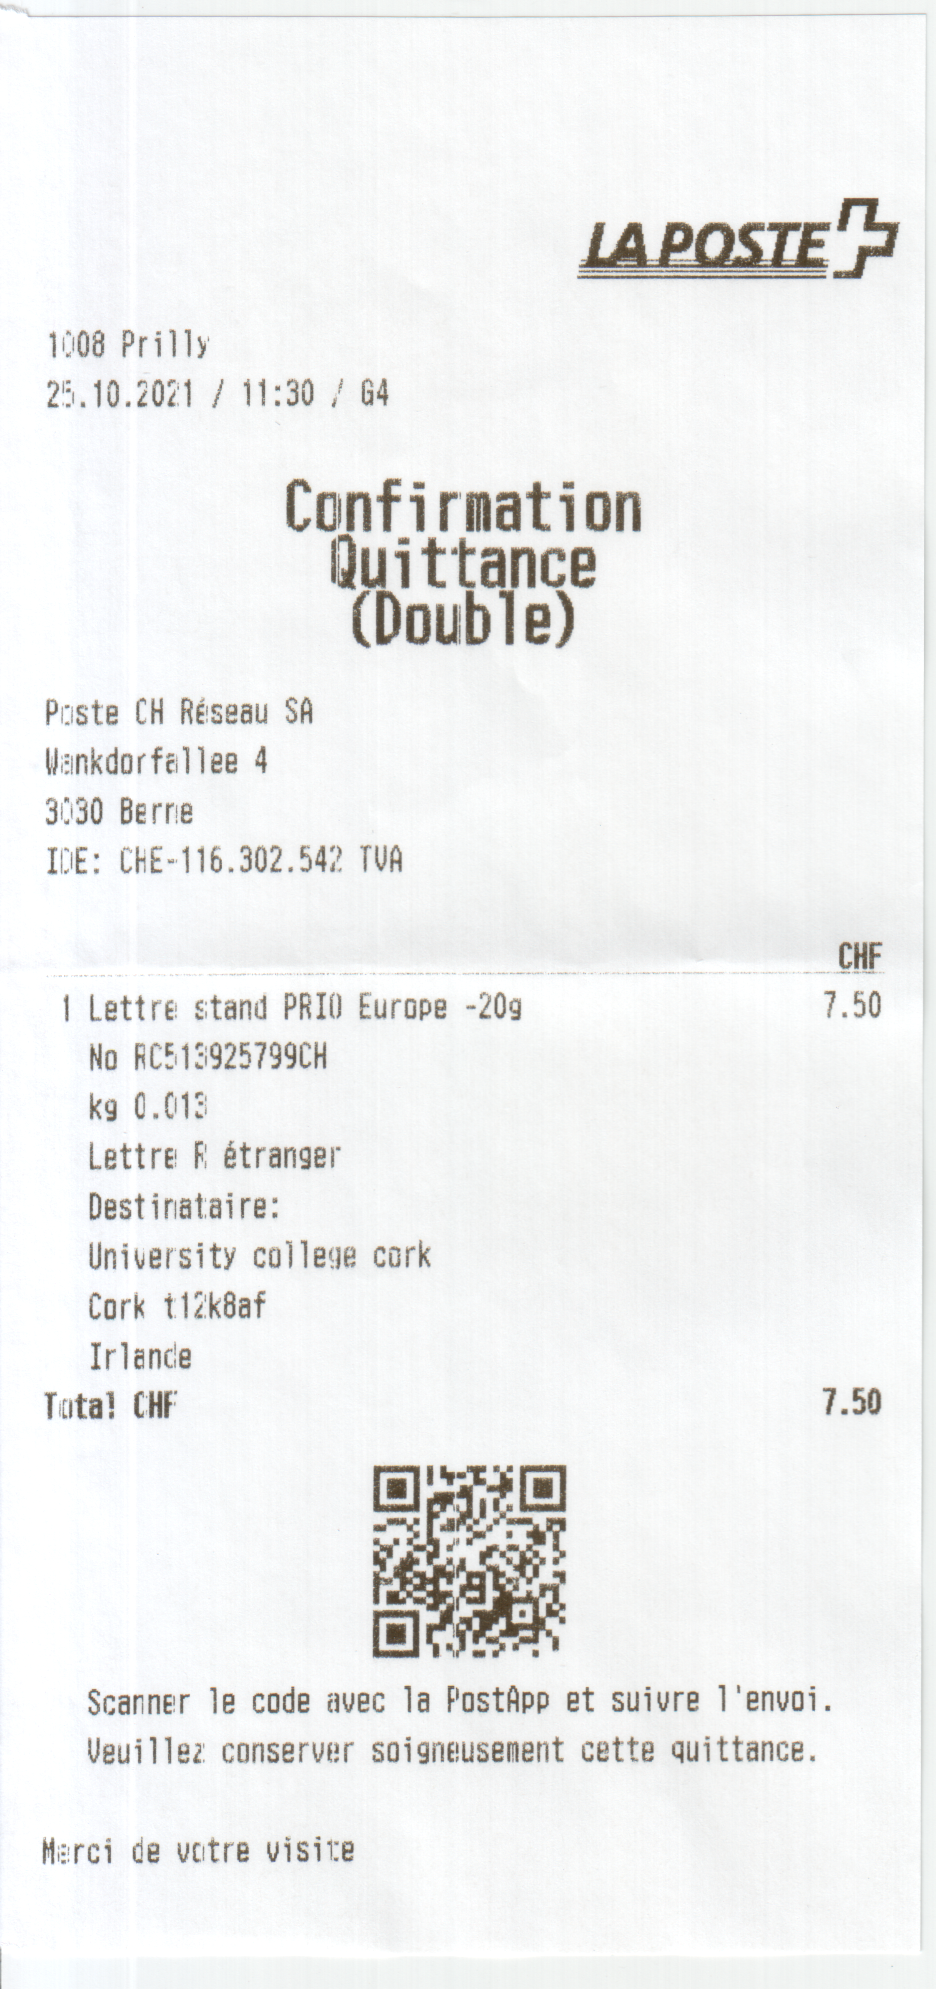 LA POSTE
1008 Prilly
25.10.2021 / 11:30 / G4
Confirmation
Quittance
(Double)
Poste CH Réseau SA
Wankdorfallee 4
3030 Berne
IDE: CHE-116.302.542 TVA
CHF
1 Lettre stand PRIO Europe -20g 7.50
No RC513925799CH
kg 0.013
Lettre R étranger
Destinataire:
University college cork
Cork t12k8af
Irlande
Total CHF 7.50
Scanner le code avec la PostApp et suivre l'envoi.
Veuillez conserver soigneusement cette quittance.
Merci de votre visite